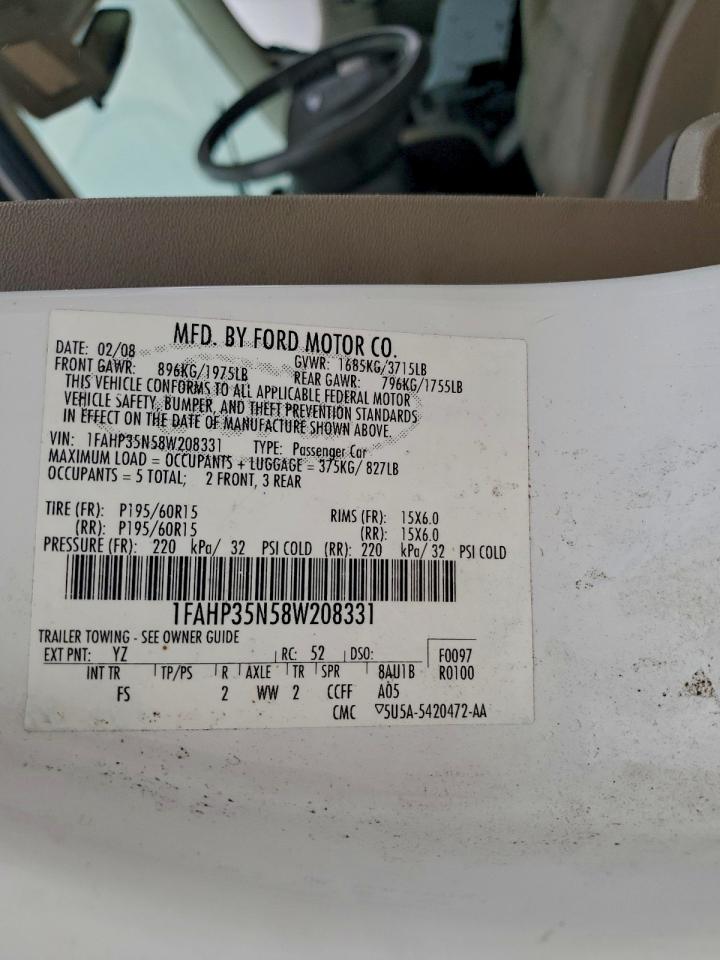 MFD. BY FORD MOTOR CO.
DATE: 02/08 GVWR: 1685KG/3715LB
FRONT GAWR: 896KG/1975LB REAR GAWR: 796KG/1755LB
THIS VEHICLE CONFORMS TO ALL APPLICABLE FEDERAL MOTOR
VEHICLE SAFETY, BUMPER, AND THEFT PREVENTION STANDARDS
IN EFFECT ON THE DATE OF MANUFACTURE SHOWN ABOVE.
VIN: 1FAHP35N58W208331 TYPE: Passenger Car
MAXIMUM LOAD = OCCUPANTS + LUGGAGE = 375KG/ 827LB
OCCUPANTS = 5 TOTAL; 2 FRONT, 3 REAR
TIRE (FR): P195/60R15 RIMS (FR): 15X6.0
(RR): P195/60R15 (RR): 15X6.0
PRESSURE (FR): 220 kPa/ 32 PSI COLD (RR): 220 kPa/ 32 PSI COLD
1FAHP35N58W208331
TRAILER TOWING - SEE OWNER GUIDE
EXT PNT: YZ RC: 52 DSO: F0097
INT TR TP/PS R AXLE TR SPR 8AU1B R0100
FS 2 WW 2 CCFF A05
CMC ▽5U5A-5420472-AA